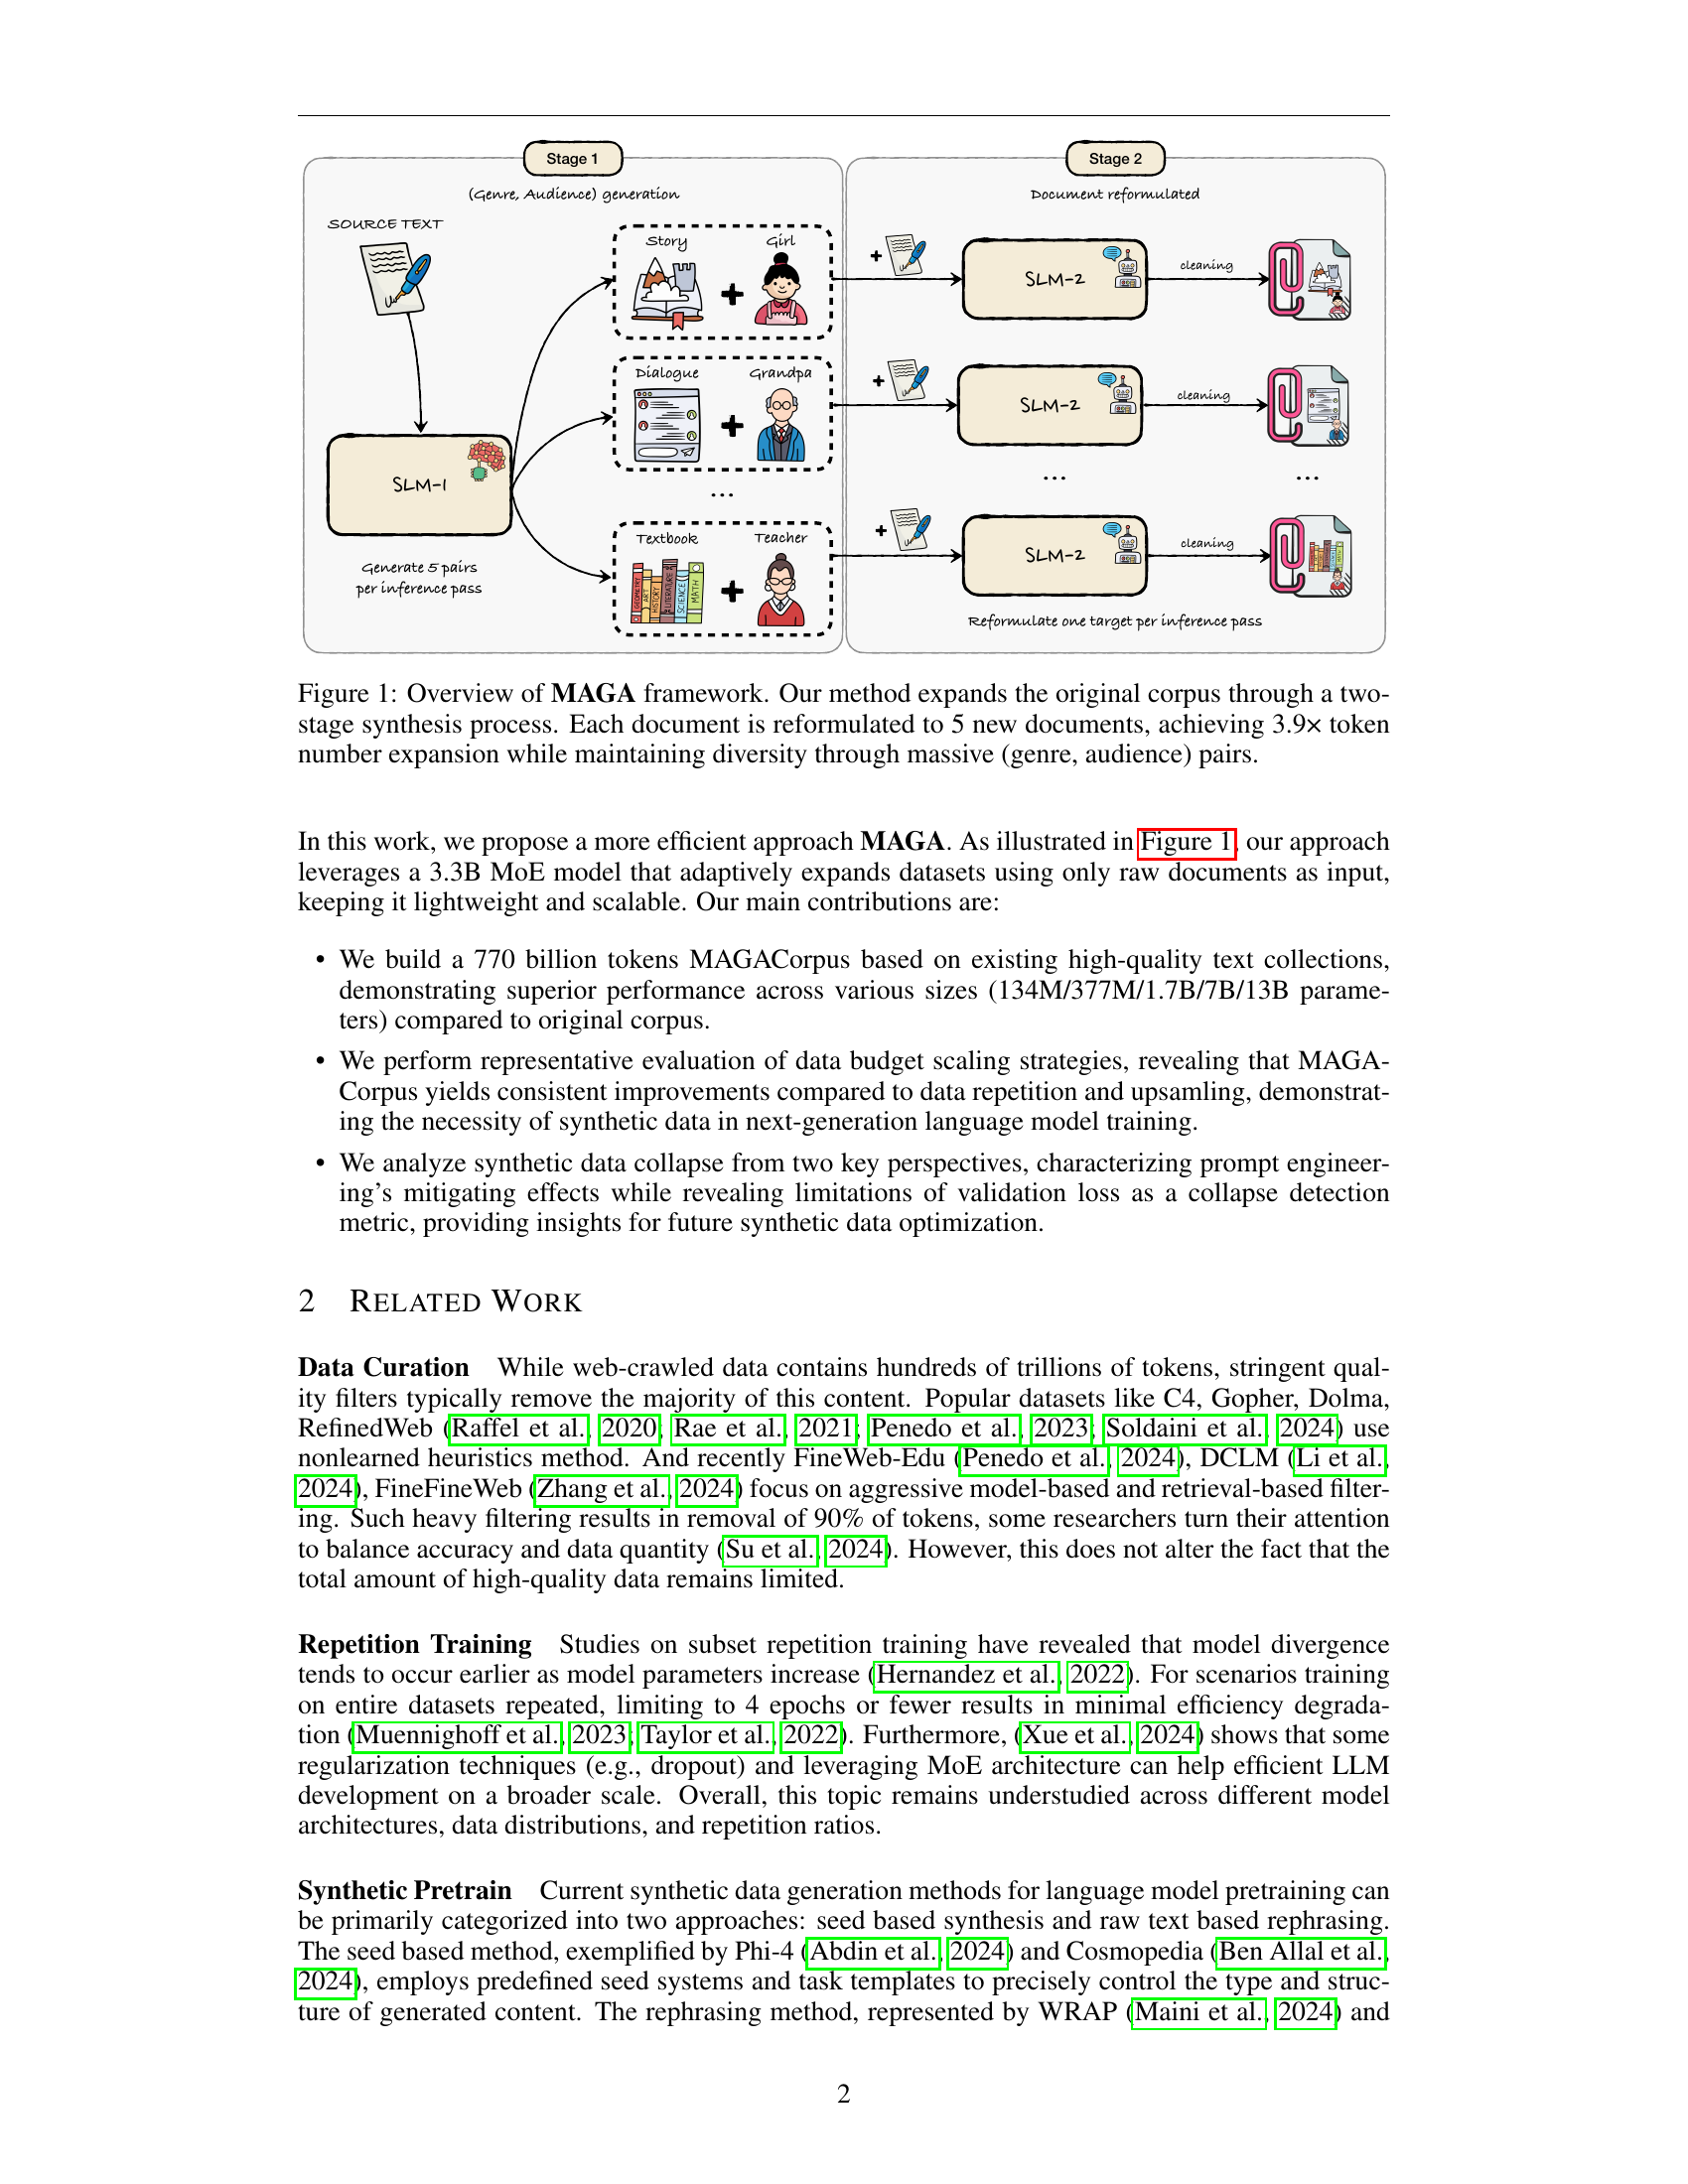 Stage 1
Stage 2
(Genre, Audience) generation
Document reformulated
SOURCE TEXT
Story
Girl
+
+
SLM-2
cleaning
Dialogue
Grandpa
+
+
SLM-2
cleaning
SLM-1
...
...
...
Textbook
Teacher
GEOMETRY
ART
HISTORY
LITERATURE
SCIENCE
MATH
+
+
SLM-2
cleaning
Generate 5 pairs
per inference pass
Reformulate one target per inference pass
Figure 1: Overview of MAGA framework. Our method expands the original corpus through a two-
stage synthesis process. Each document is reformulated to 5 new documents, achieving 3.9× token
number expansion while maintaining diversity through massive (genre, audience) pairs.
In this work, we propose a more efficient approach MAGA. As illustrated in Figure 1, our approach
leverages a 3.3B MoE model that adaptively expands datasets using only raw documents as input,
keeping it lightweight and scalable. Our main contributions are:
• We build a 770 billion tokens MAGACorpus based on existing high-quality text collections,
demonstrating superior performance across various sizes (134M/377M/1.7B/7B/13B parame-
ters) compared to original corpus.
• We perform representative evaluation of data budget scaling strategies, revealing that MAGA-
Corpus yields consistent improvements compared to data repetition and upsamling, demonstrat-
ing the necessity of synthetic data in next-generation language model training.
• We analyze synthetic data collapse from two key perspectives, characterizing prompt engineer-
ing's mitigating effects while revealing limitations of validation loss as a collapse detection
metric, providing insights for future synthetic data optimization.
2 RELATED WORK
Data Curation While web-crawled data contains hundreds of trillions of tokens, stringent qual-
ity filters typically remove the majority of this content. Popular datasets like C4, Gopher, Dolma,
RefinedWeb (Raffel et al., 2020; Rae et al., 2021; Penedo et al., 2023; Soldaini et al., 2024) use
nonlearned heuristics method. And recently FineWeb-Edu (Penedo et al., 2024), DCLM (Li et al.,
2024), FineFineWeb (Zhang et al., 2024) focus on aggressive model-based and retrieval-based filter-
ing. Such heavy filtering results in removal of 90% of tokens, some researchers turn their attention
to balance accuracy and data quantity (Su et al., 2024). However, this does not alter the fact that the
total amount of high-quality data remains limited.
Repetition Training Studies on subset repetition training have revealed that model divergence
tends to occur earlier as model parameters increase (Hernandez et al., 2022). For scenarios training
on entire datasets repeated, limiting to 4 epochs or fewer results in minimal efficiency degrada-
tion (Muennighoff et al., 2023; Taylor et al., 2022). Furthermore, (Xue et al., 2024) shows that some
regularization techniques (e.g., dropout) and leveraging MoE architecture can help efficient LLM
development on a broader scale. Overall, this topic remains understudied across different model
architectures, data distributions, and repetition ratios.
Synthetic Pretrain Current synthetic data generation methods for language model pretraining can
be primarily categorized into two approaches: seed based synthesis and raw text based rephrasing.
The seed based method, exemplified by Phi-4 (Abdin et al., 2024) and Cosmopedia (Ben Allal et al.,
2024), employs predefined seed systems and task templates to precisely control the type and struc-
ture of generated content. The rephrasing method, represented by WRAP (Maini et al., 2024) and
2